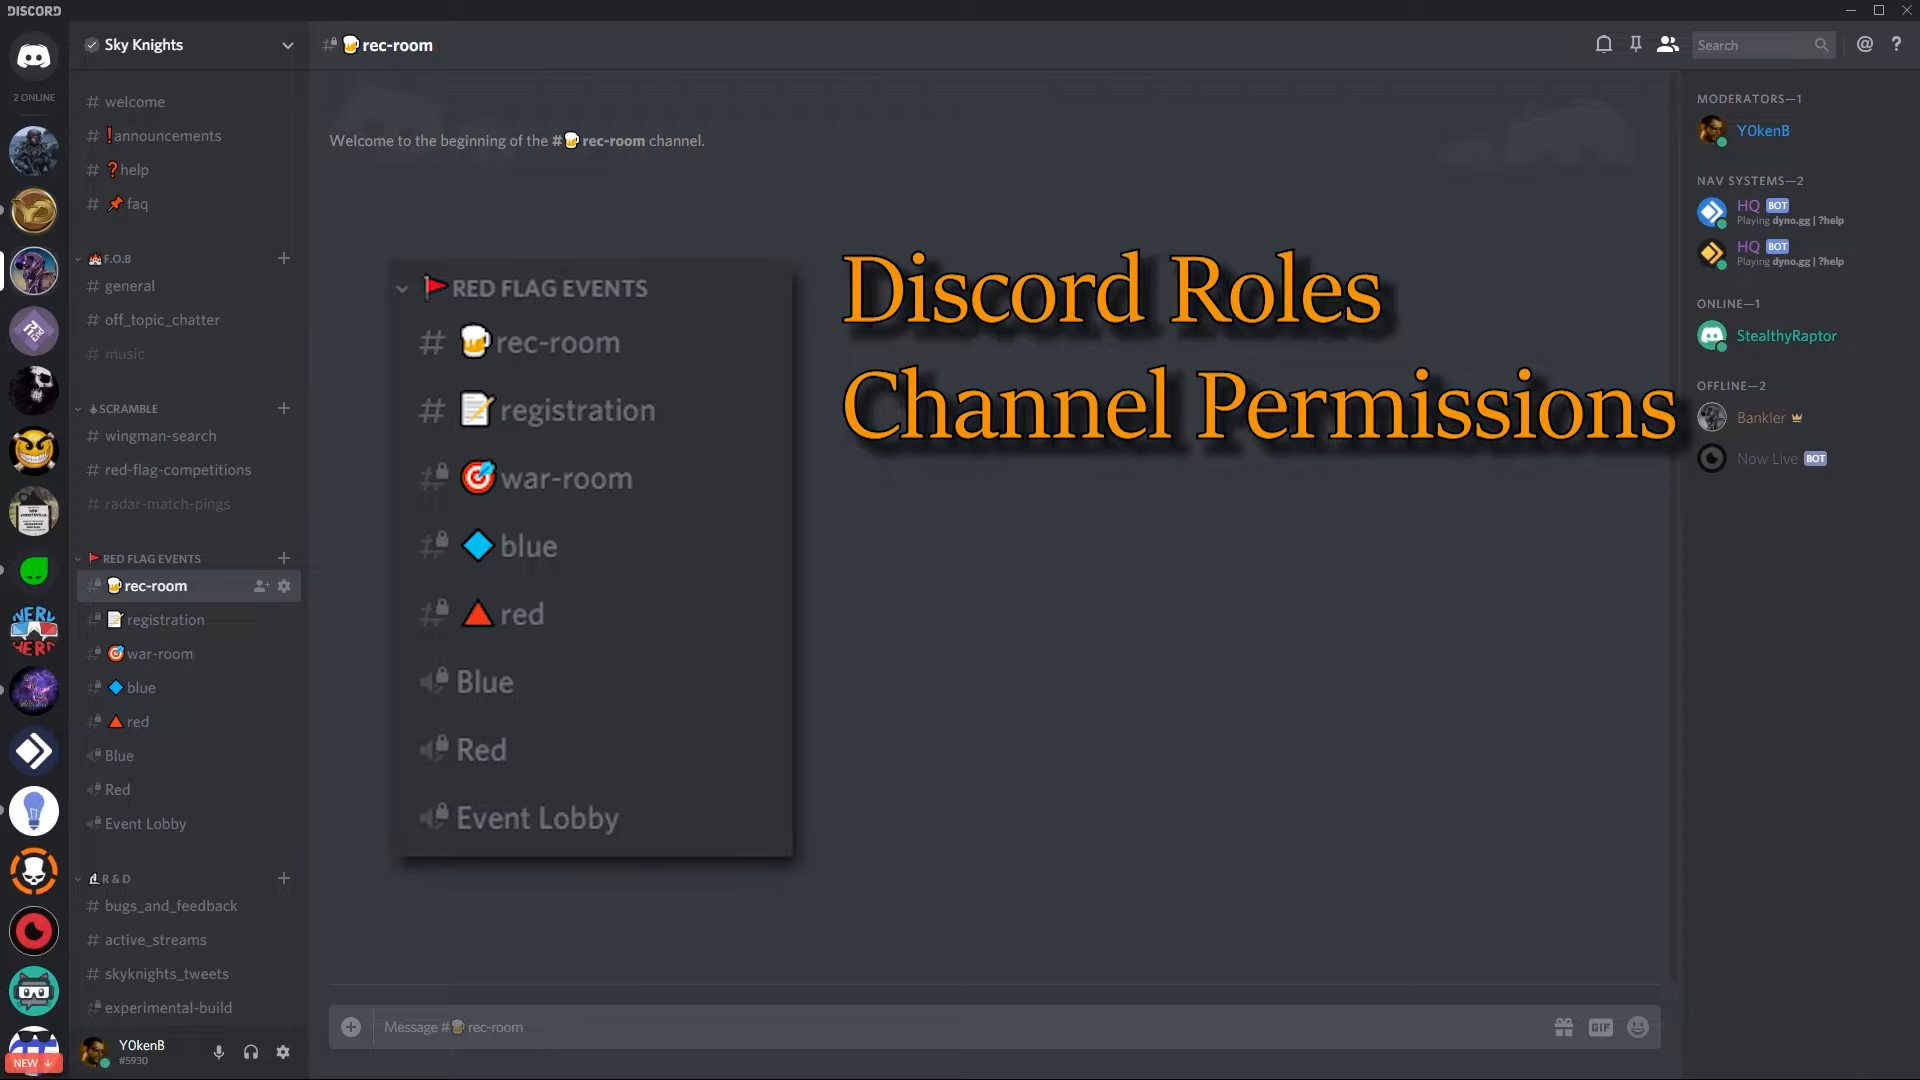 DISCORD
2 ONLINE
NEW
Sky Knights
# welcome
# ❗announcements
# ❓help
# 📌faq
F.O.B
# general
# off_topic_chatter
# music
SCRAMBLE
# wingman-search
# red-flag-competitions
# radar-match-pings
🚩RED FLAG EVENTS
# 🍺rec-room
# 📝registration
# 🎯war-room
# 🔷blue
# 🔺red
Blue
Red
Event Lobby
R & D
# bugs_and_feedback
# active_streams
# skyknights_tweets
# experimental-build
Y0kenB
#5930
# 🍺rec-room
Search
@ ?
Welcome to the beginning of the #🍺rec-room channel.
🚩RED FLAG EVENTS
# 🍺rec-room
# 📝registration
# 🎯war-room
# 🔷blue
# 🔺red
Blue
Red
Event Lobby
Discord Roles
Channel Permissions
Message #🍺rec-room
GIF
MODERATORS—1
Y0kenB
NAV SYSTEMS—2
HQ BOT
Playing dyno.gg | ?help
HQ BOT
Playing dyno.gg | ?help
ONLINE—1
StealthyRaptor
OFFLINE—2
Bankler
Now Live BOT
NERD
HERO